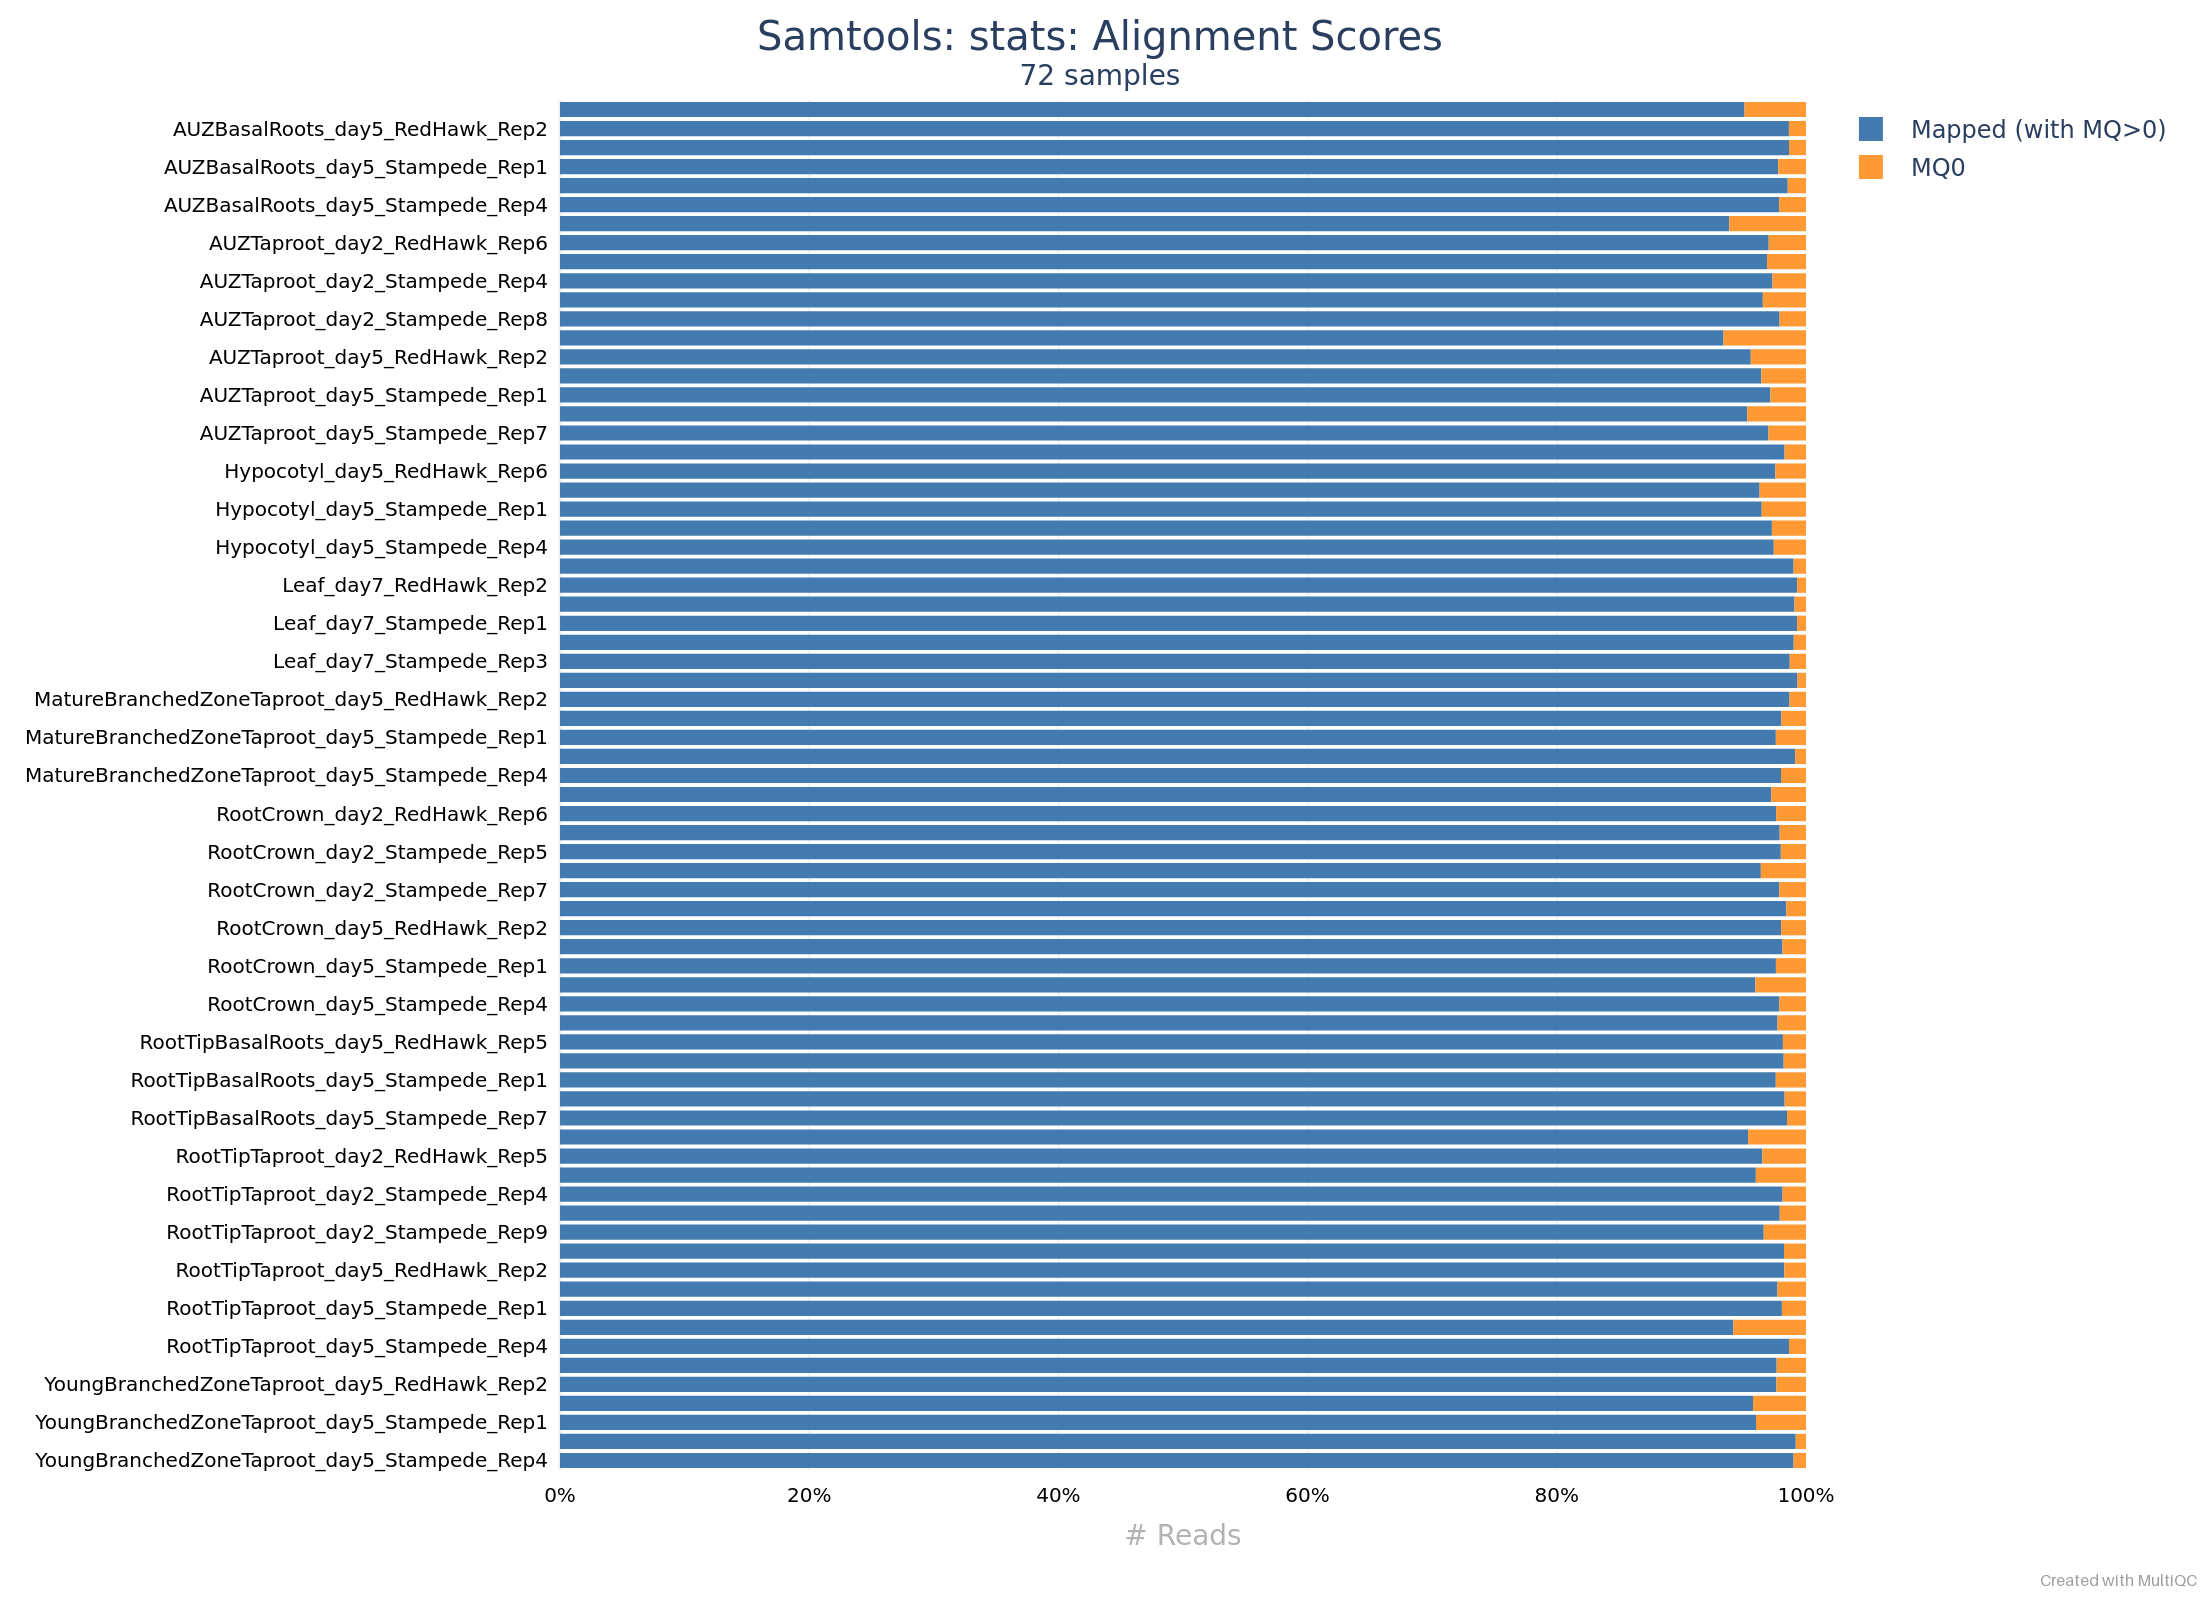 Samtools: stats: Alignment Scores
72 samples
Mapped (with MQ>0)
MQ0
AUZBasalRoots_day5_RedHawk_Rep2
AUZBasalRoots_day5_Stampede_Rep1
AUZBasalRoots_day5_Stampede_Rep4
AUZTaproot_day2_RedHawk_Rep6
AUZTaproot_day2_Stampede_Rep4
AUZTaproot_day2_Stampede_Rep8
AUZTaproot_day5_RedHawk_Rep2
AUZTaproot_day5_Stampede_Rep1
AUZTaproot_day5_Stampede_Rep7
Hypocotyl_day5_RedHawk_Rep6
Hypocotyl_day5_Stampede_Rep1
Hypocotyl_day5_Stampede_Rep4
Leaf_day7_RedHawk_Rep2
Leaf_day7_Stampede_Rep1
Leaf_day7_Stampede_Rep3
MatureBranchedZoneTaproot_day5_RedHawk_Rep2
MatureBranchedZoneTaproot_day5_Stampede_Rep1
MatureBranchedZoneTaproot_day5_Stampede_Rep4
RootCrown_day2_RedHawk_Rep6
RootCrown_day2_Stampede_Rep5
RootCrown_day2_Stampede_Rep7
RootCrown_day5_RedHawk_Rep2
RootCrown_day5_Stampede_Rep1
RootCrown_day5_Stampede_Rep4
RootTipBasalRoots_day5_RedHawk_Rep5
RootTipBasalRoots_day5_Stampede_Rep1
RootTipBasalRoots_day5_Stampede_Rep7
RootTipTaproot_day2_RedHawk_Rep5
RootTipTaproot_day2_Stampede_Rep4
RootTipTaproot_day2_Stampede_Rep9
RootTipTaproot_day5_RedHawk_Rep2
RootTipTaproot_day5_Stampede_Rep1
RootTipTaproot_day5_Stampede_Rep4
YoungBranchedZoneTaproot_day5_RedHawk_Rep2
YoungBranchedZoneTaproot_day5_Stampede_Rep1
YoungBranchedZoneTaproot_day5_Stampede_Rep4
0% 20% 40% 60% 80% 100%
# Reads
Created with MultiQC